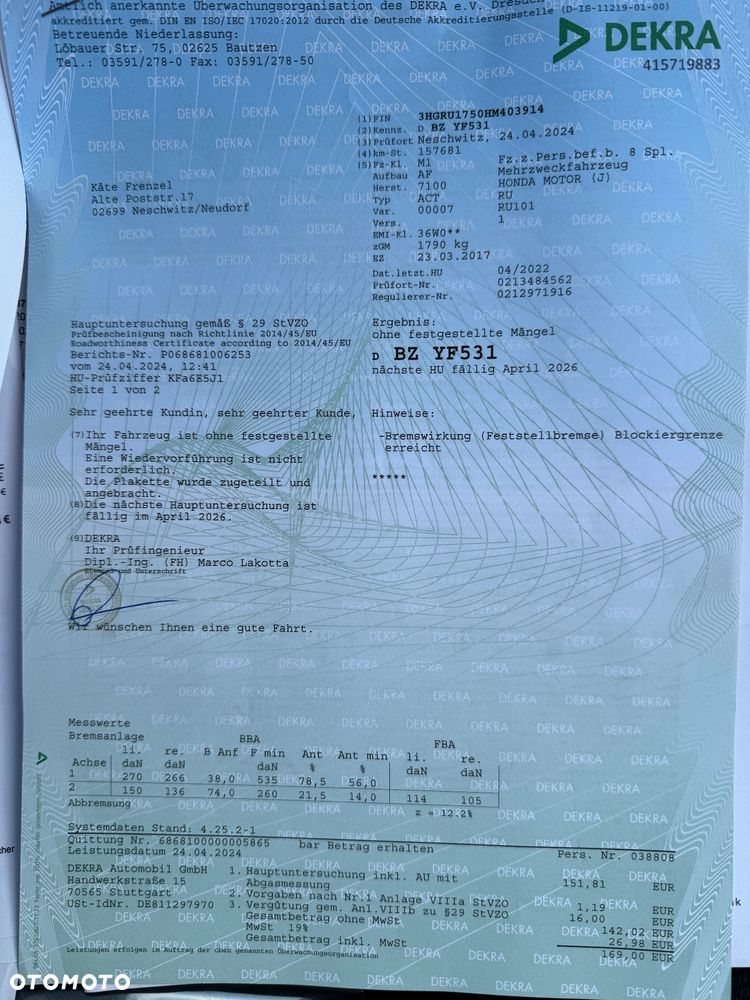 Amtlich anerkannte Überwachungsorganisation des DEKRA e.V. Dresden
akkreditiert gem. DIN EN ISO/IEC 17020:2012 durch die Deutsche Akkreditierungsstelle (D-IS-11219-01-00)
Betreuende Niederlassung:
Löbauer Str. 75, 02625 Bautzen
Tel.: 03591/278-0 Fax: 03591/278-50
DEKRA
415719883
(1) FIN 3HGRU1750HM403914
(2) Kennz. D BZ YF531
(3) Prüfort Neschwitz, 24.04.2024
(4) km-St. 157681
(5) Fz-Kl. M1 Fz.z.Pers.bef.b. 8 Spl.
Aufbau AF Mehrzweckfahrzeug
Herst. 7100 HONDA MOTOR (J)
Typ ACT RU
Var. 00007 RU101
Vers. 1
EMI-Kl. 36W0**
zGM 1790 kg
EZ 23.03.2017
Dat.letzt.HU 04/2022
Prüfort-Nr. 0213484562
Regulierer-Nr. 0212971916
Käte Frenzel
Alte Poststr.17
02699 Neschwitz/Neudorf
Hauptuntersuchung gemäß § 29 StVZO
Prüfbescheinigung nach Richtlinie 2014/45/EU
Roadworthiness Certificate according to 2014/45/EU
Berichts-Nr. P068681006253
vom 24.04.2024, 12:41
HU-Prüfziffer KFa6E5J1
Seite 1 von 2
Ergebnis:
ohne festgestellte Mängel
D BZ YF531
nächste HU fällig April 2026
Sehr geehrte Kundin, sehr geehrter Kunde,
(7) Ihr Fahrzeug ist ohne festgestellte
Mängel.
Eine Wiedervorführung ist nicht
erforderlich.
Die Plakette wurde zugeteilt und
angebracht.
(8) Die nächste Hauptuntersuchung ist
fällig im April 2026.
(9) DEKRA
Ihr Prüfingenieur
Dipl.-Ing. (FH) Marco Lakotta
Stempel und Unterschrift
Wir wünschen Ihnen eine gute Fahrt.
Hinweise:
-Bremswirkung (Feststellbremse) Blockiergrenze
erreicht
*****
Messwerte
Bremsanlage BBA FBA
li. re. B Anf F min Ant Ant min li. re.
Achse daN daN daN % % daN daN
1 270 266 38,0 535 78,5 56,0
2 150 136 74,0 260 21,5 14,0 114 105
Abbremsung z = 12.2%
Systemdaten Stand: 4.25.2-1
Quittung Nr. 6868100000005865 bar Betrag erhalten
Leistungsdatum 24.04.2024 Pers. Nr. 038808
DEKRA Automobil GmbH 1. Hauptuntersuchung inkl. AU mit
Handwerkstraße 15 Abgasmessung 151,81 EUR
70565 Stuttgart 2. Vorgaben nach Nr.1 Anlage VIIIa StVZO 1,19 EUR
USt-IdNr. DE811297970 3. Vergütung gem. Anl.VIIIb zu §29 StVZO 16,00 EUR
Gesamtbetrag ohne MwSt 142,02 EUR
MwSt 19% 26,98 EUR
Gesamtbetrag inkl. MwSt 169,00 EUR
Leistungen erfolgen im Auftrag der oben genannten Überwachungsorganisation
OTOMOTO